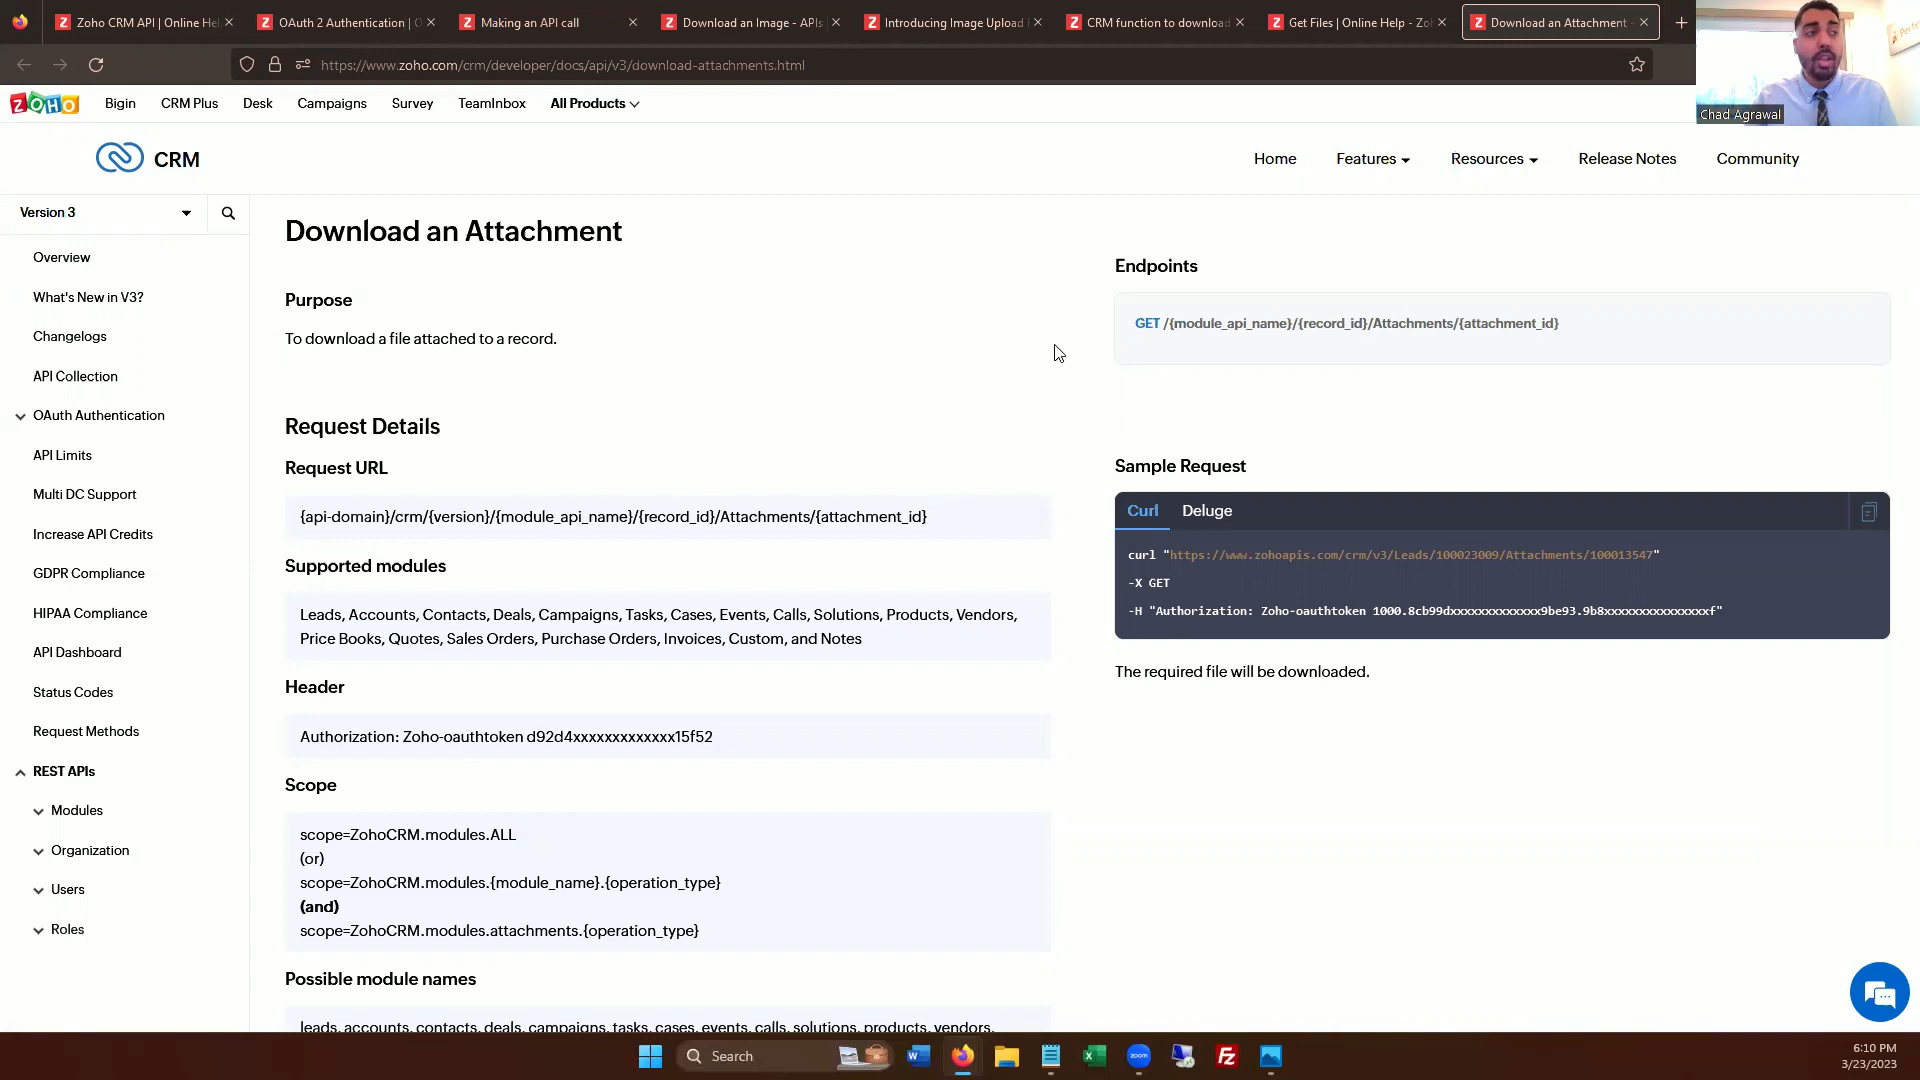 Zoho CRM API | Online Hel
OAuth 2 Authentication | O
Making an API call
Download an Image - APIs
Introducing Image Upload
CRM function to download
Get Files | Online Help - Zo
Download an Attachment -
https://www.zoho.com/crm/developer/docs/api/v3/download-attachments.html
Chad Agrawal
ZOHO
Bigin
CRM Plus
Desk
Campaigns
Survey
TeamInbox
All Products
CRM
Home
Features
Resources
Release Notes
Community
Version 3
Overview
What's New in V3?
Changelogs
API Collection
OAuth Authentication
API Limits
Multi DC Support
Increase API Credits
GDPR Compliance
HIPAA Compliance
API Dashboard
Status Codes
Request Methods
REST APIs
Modules
Organization
Users
Roles
Download an Attachment
Purpose
To download a file attached to a record.
Request Details
Request URL
{api-domain}/crm/{version}/{module_api_name}/{record_id}/Attachments/{attachment_id}
Supported modules
Leads, Accounts, Contacts, Deals, Campaigns, Tasks, Cases, Events, Calls, Solutions, Products, Vendors,
Price Books, Quotes, Sales Orders, Purchase Orders, Invoices, Custom, and Notes
Header
Authorization: Zoho-oauthtoken d92d4xxxxxxxxxxxxx15f52
Scope
scope=ZohoCRM.modules.ALL
(or)
scope=ZohoCRM.modules.{module_name}.{operation_type}
(and)
scope=ZohoCRM.modules.attachments.{operation_type}
Possible module names
leads, accounts, contacts, deals, campaigns, tasks, cases, events, calls, solutions, products, vendors,
Endpoints
GET /{module_api_name}/{record_id}/Attachments/{attachment_id}
Sample Request
Curl
Deluge
curl "https://www.zohoapis.com/crm/v3/Leads/100023009/Attachments/100013547"
-X GET
-H "Authorization: Zoho-oauthtoken 1000.8cb99dxxxxxxxxxxxxx9be93.9b8xxxxxxxxxxxxxxxf"
The required file will be downloaded.
Search
zoom
6:10 PM
3/23/2023